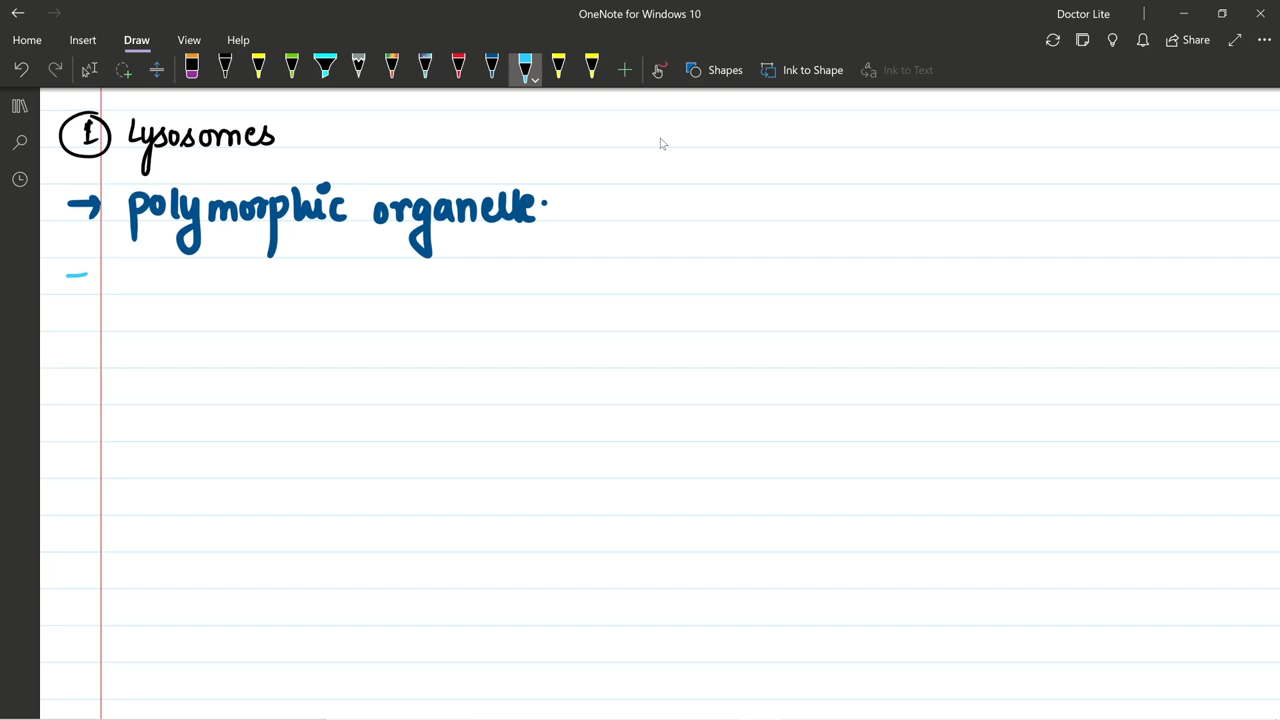 OneNote for Windows 10
Doctor Lite
Home Insert Draw View Help
Share
Shapes Ink to Shape Ink to Text
1 Lysosomes
→ polymorphic organelle.
–